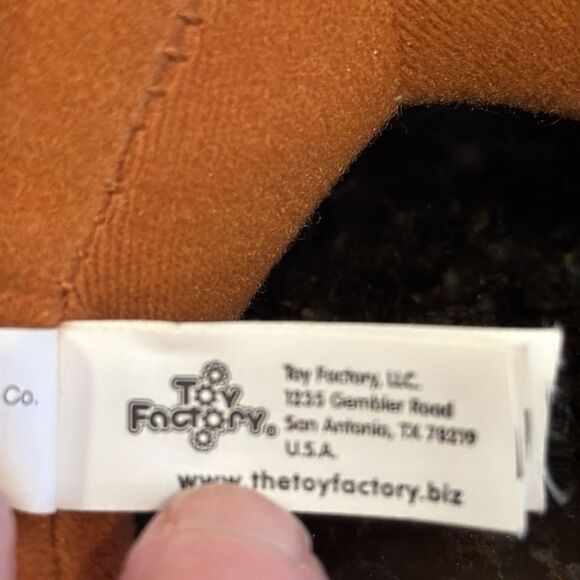 Co.
Toy
Factory®
Toy Factory, LLC.
1235 Gembler Road
San Antonio, TX 78219
U.S.A.
www.thetoyfactory.biz